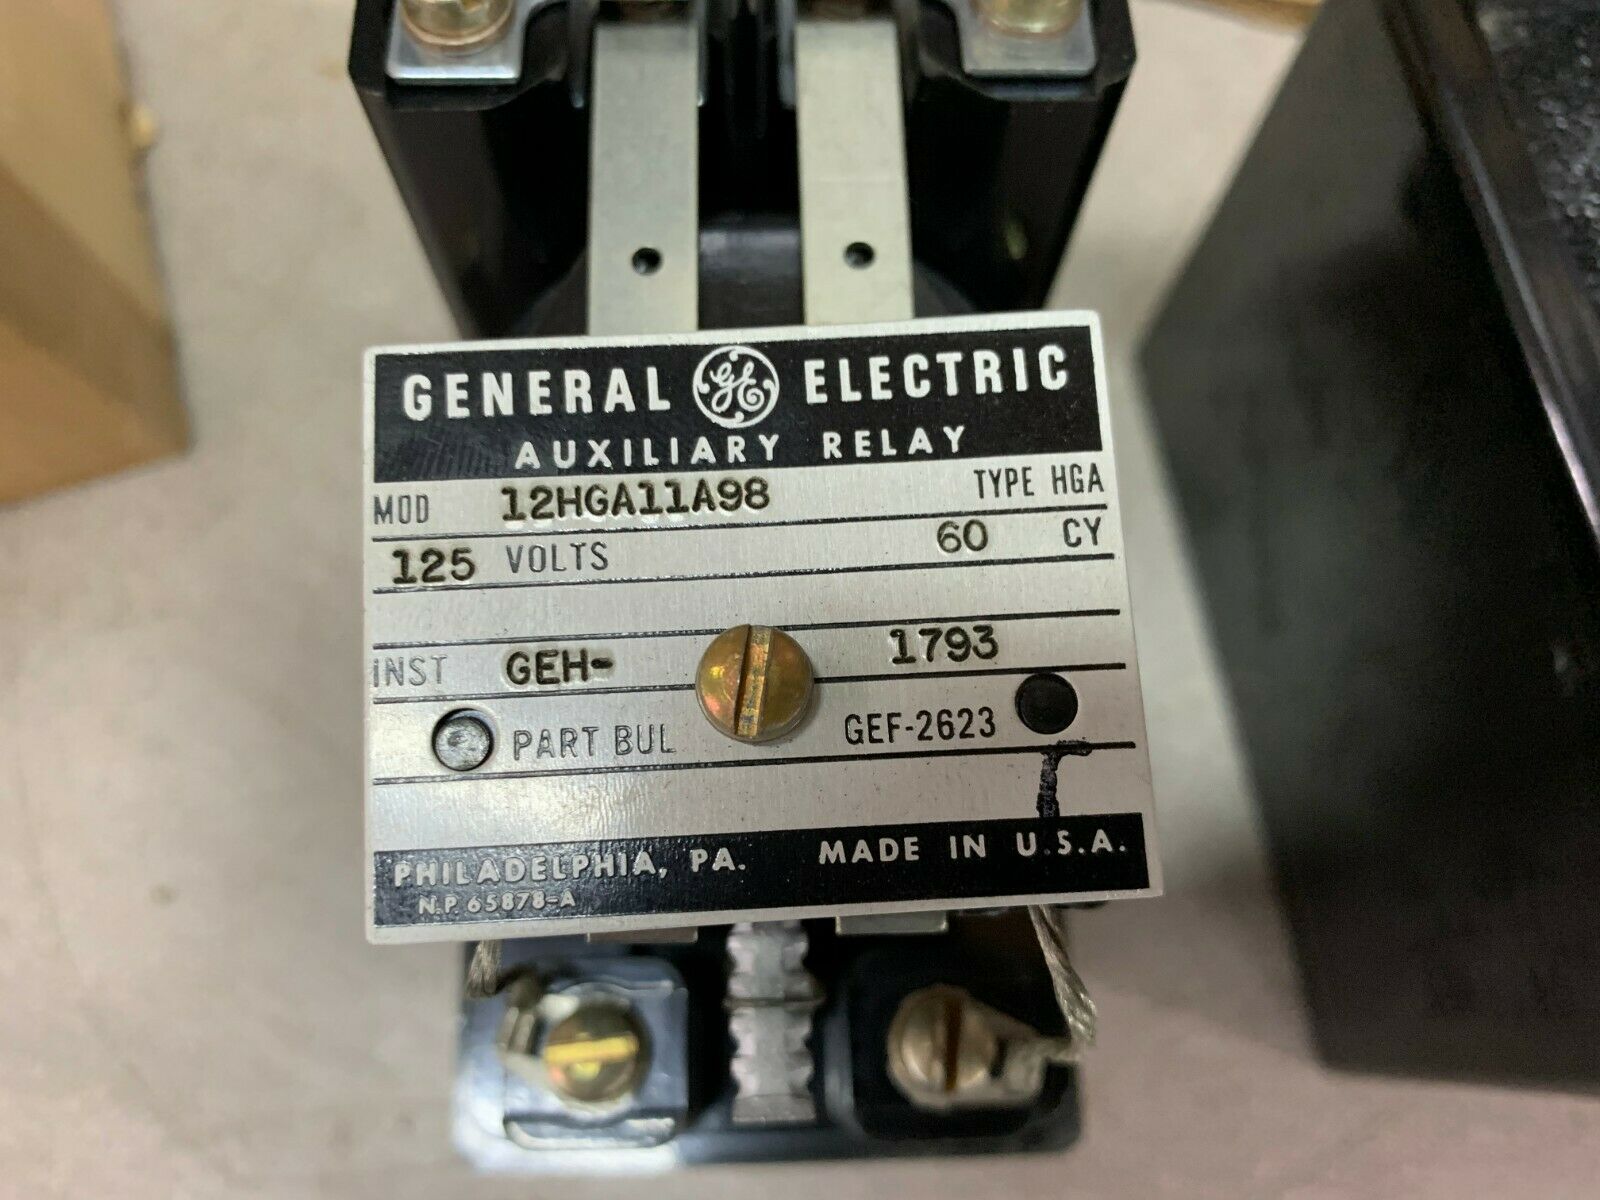 GENERAL GE ELECTRIC
AUXILIARY RELAY
MOD 12HGA11A98 TYPE HGA
125 VOLTS 60 CY
INST GEH- 1793
PART BUL GEF-2623
PHILADELPHIA, PA. MADE IN U.S.A.
N.P. 65878-A